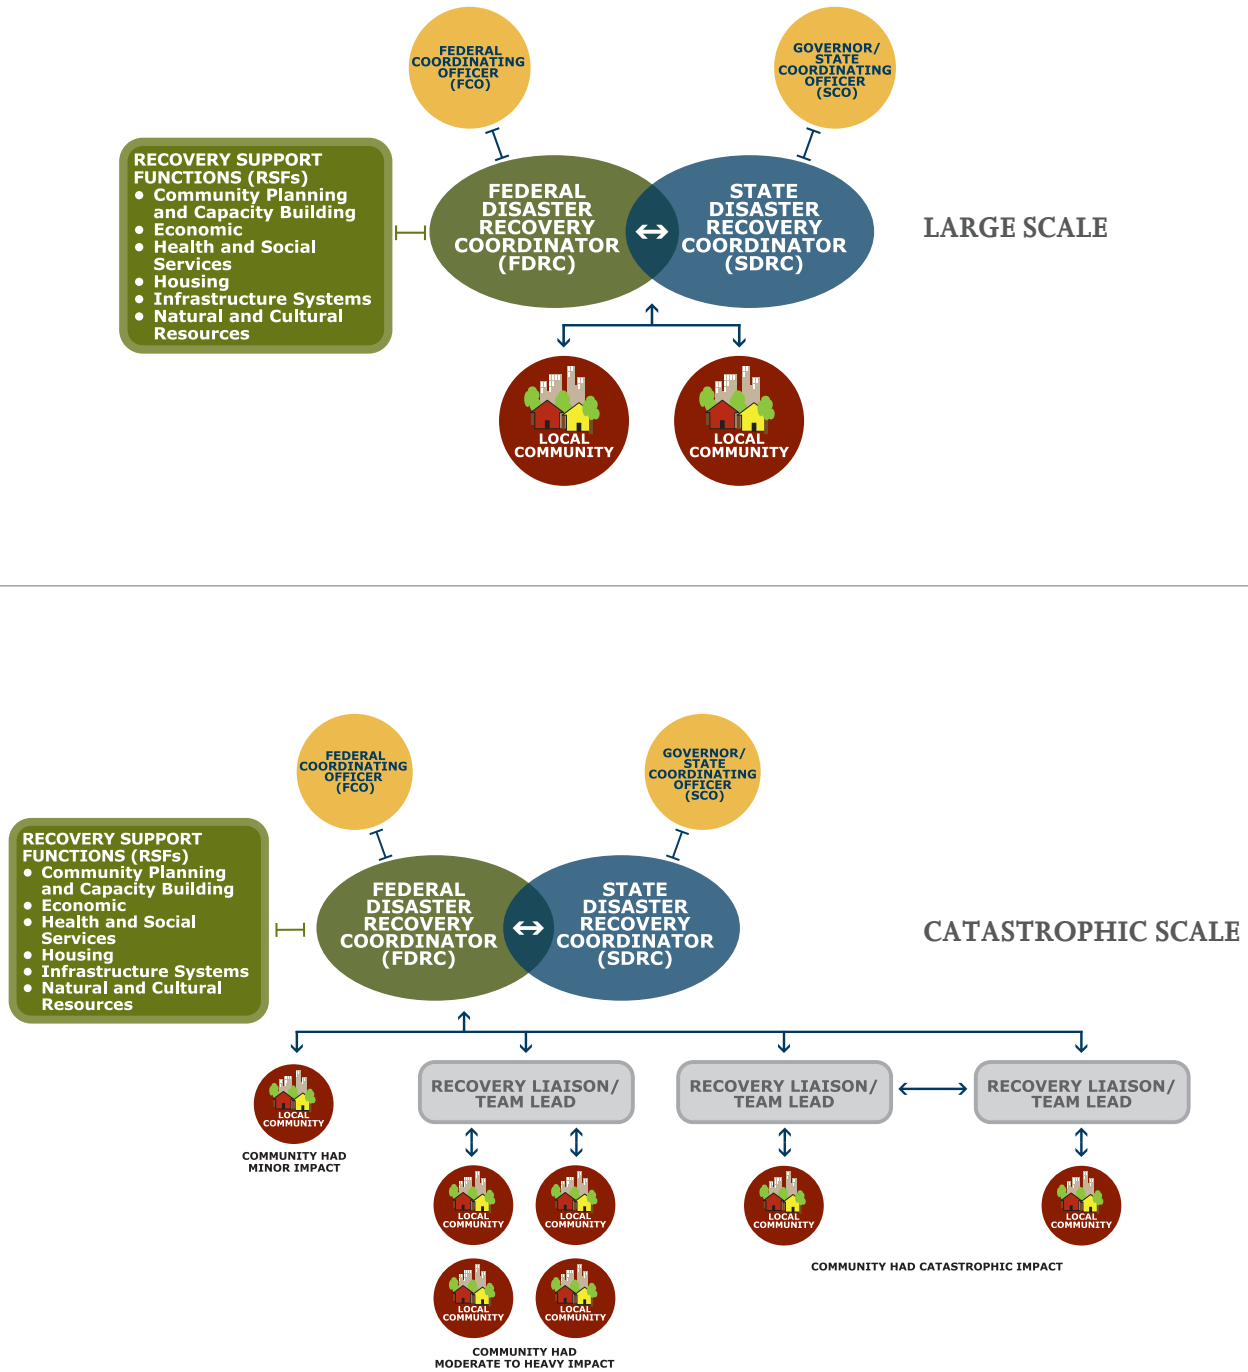 FEDERAL
COORDINATING
OFFICER
(FCO)
GOVERNOR/
STATE
COORDINATING
OFFICER
(SCO)
RECOVERY SUPPORT
FUNCTIONS (RSFs)
● Community Planning
and Capacity Building
● Economic
● Health and Social
Services
● Housing
● Infrastructure Systems
● Natural and Cultural
Resources
FEDERAL
DISASTER
RECOVERY
COORDINATOR
(FDRC)
STATE
DISASTER
RECOVERY
COORDINATOR
(SDRC)
LARGE SCALE
LOCAL
COMMUNITY
LOCAL
COMMUNITY
FEDERAL
COORDINATING
OFFICER
(FCO)
GOVERNOR/
STATE
COORDINATING
OFFICER
(SCO)
RECOVERY SUPPORT
FUNCTIONS (RSFs)
● Community Planning
and Capacity Building
● Economic
● Health and Social
Services
● Housing
● Infrastructure Systems
● Natural and Cultural
Resources
FEDERAL
DISASTER
RECOVERY
COORDINATOR
(FDRC)
STATE
DISASTER
RECOVERY
COORDINATOR
(SDRC)
CATASTROPHIC SCALE
LOCAL
COMMUNITY
COMMUNITY HAD
MINOR IMPACT
RECOVERY LIAISON/
TEAM LEAD
RECOVERY LIAISON/
TEAM LEAD
RECOVERY LIAISON/
TEAM LEAD
LOCAL
COMMUNITY
LOCAL
COMMUNITY
LOCAL
COMMUNITY
LOCAL
COMMUNITY
COMMUNITY HAD
MODERATE TO HEAVY IMPACT
LOCAL
COMMUNITY
LOCAL
COMMUNITY
COMMUNITY HAD CATASTROPHIC IMPACT